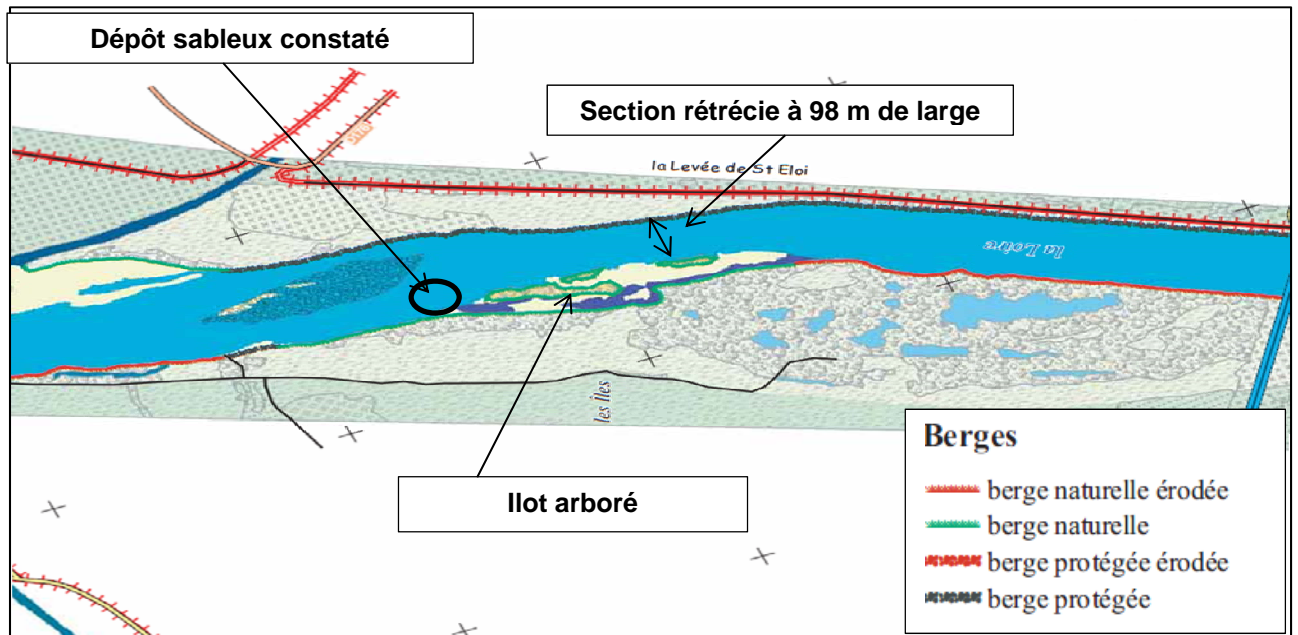 Dépôt sableux constaté
Section rétrécie à 98 m de large
la Levée de St Eloi
la Loire
les Îles
Ilot arboré
Berges
berge naturelle érodée
berge naturelle
berge protégée érodée
berge protégée